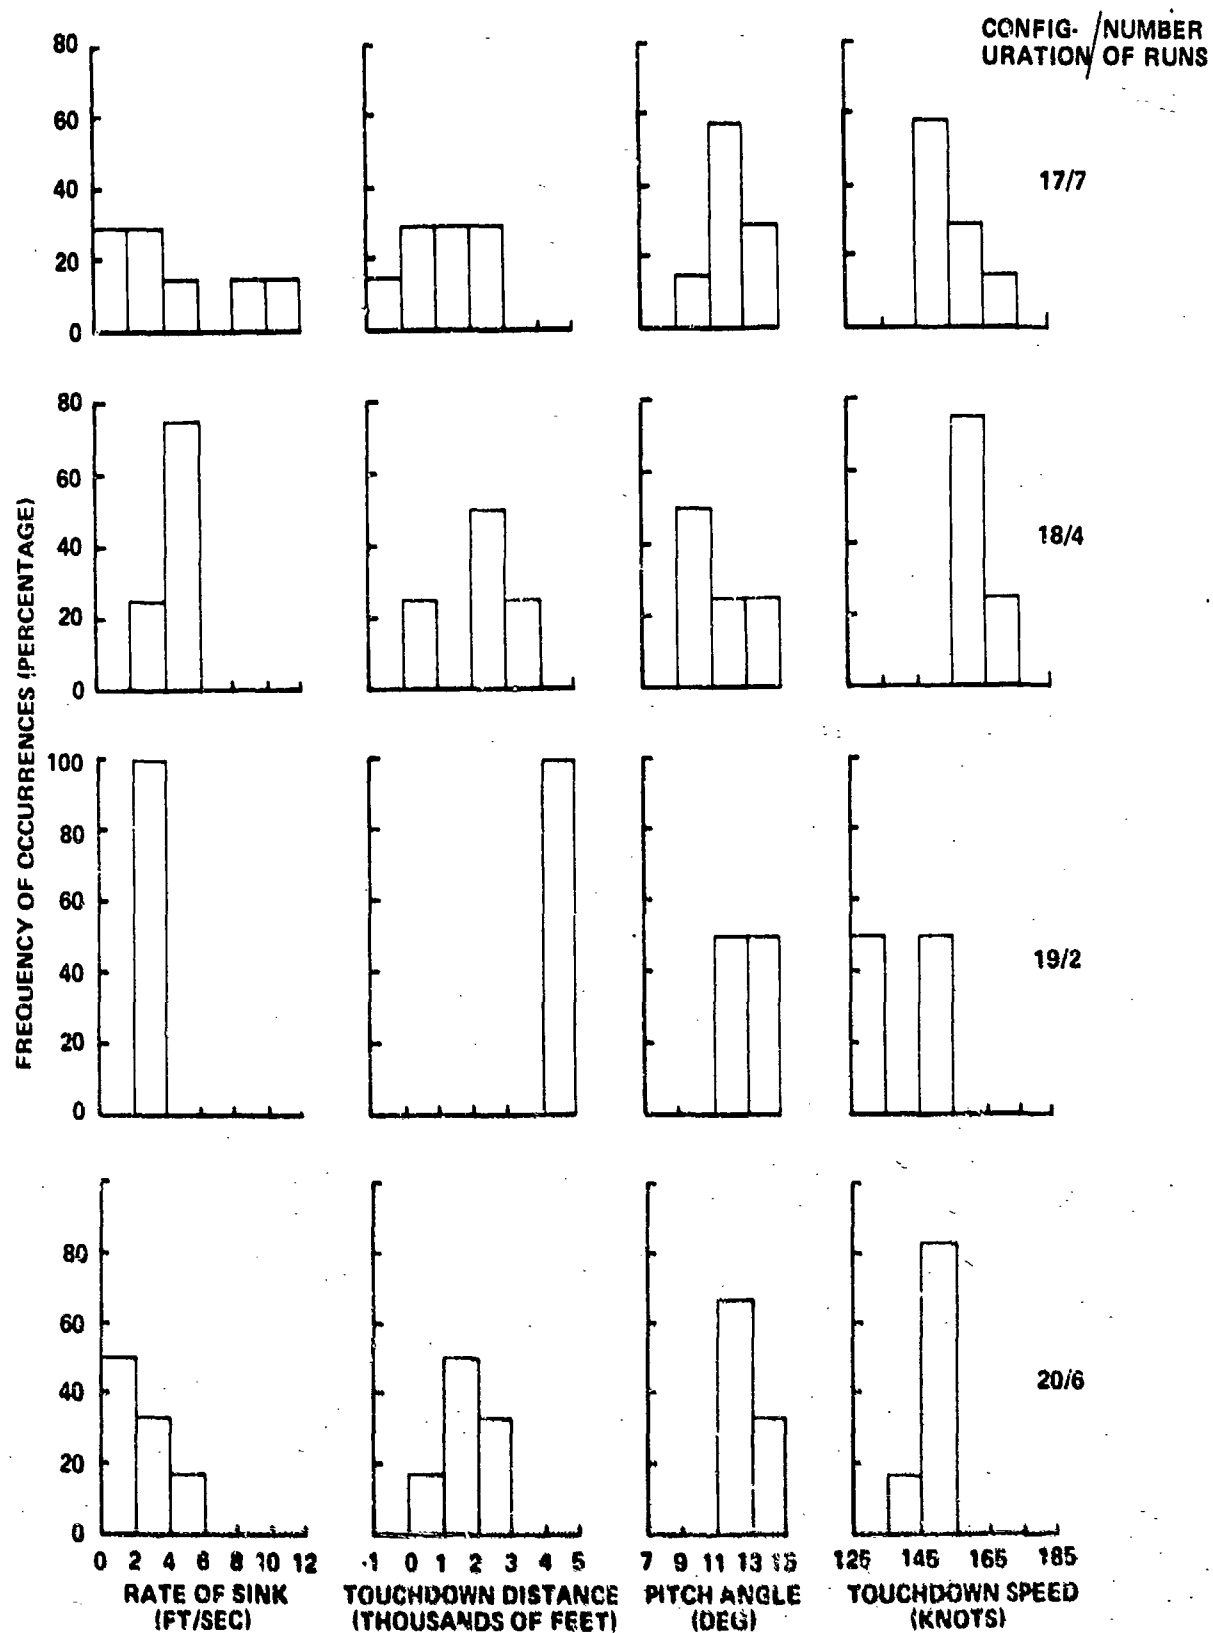 CONFIG- / NUMBER
URATION / OF RUNS
80
60
40
20
0
17/7
80
60
40
20
0
18/4
FREQUENCY OF OCCURRENCES (PERCENTAGE)
100
80
60
40
20
0
19/2
80
60
40
20
0
20/6
0 2 4 6 8 10 12
-1 0 1 2 3 5
7 9 11 13 15
125 145 165 185
RATE OF SINK
(FT/SEC)
TOUCHDOWN DISTANCE
(THOUSANDS OF FEET)
PITCH ANGLE
(DEG)
TOUCHDOWN SPEED
(KNOTS)